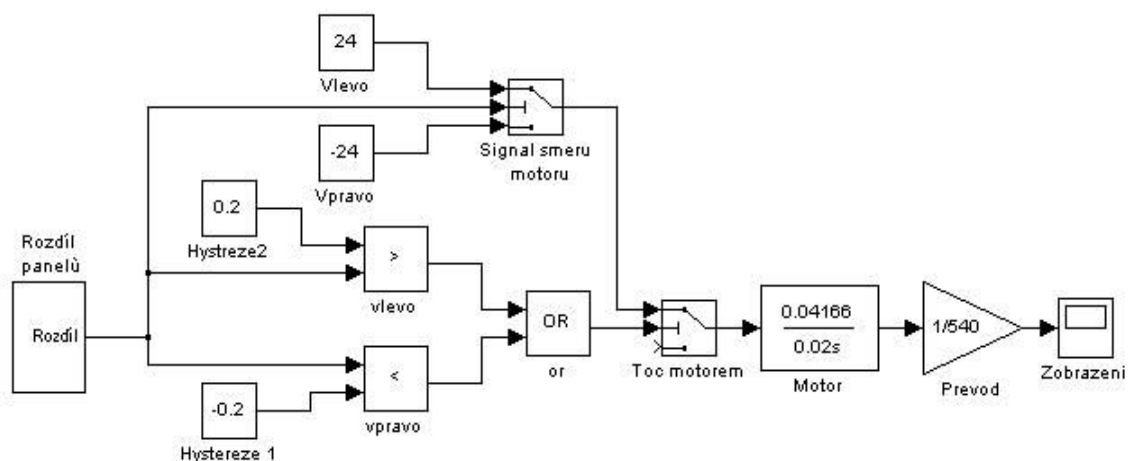 24
Vlevo
-24
Vpravo
Signal smeru
motoru
0.2
Hystreze2
Rozdíl
panelù
Rozdíl
>
vlevo
<
vpravo
-0.2
Hystereze 1
OR
or
Toc motorem
0.04166
0.02s
Motor
1/540
Prevod
Zobrazeni